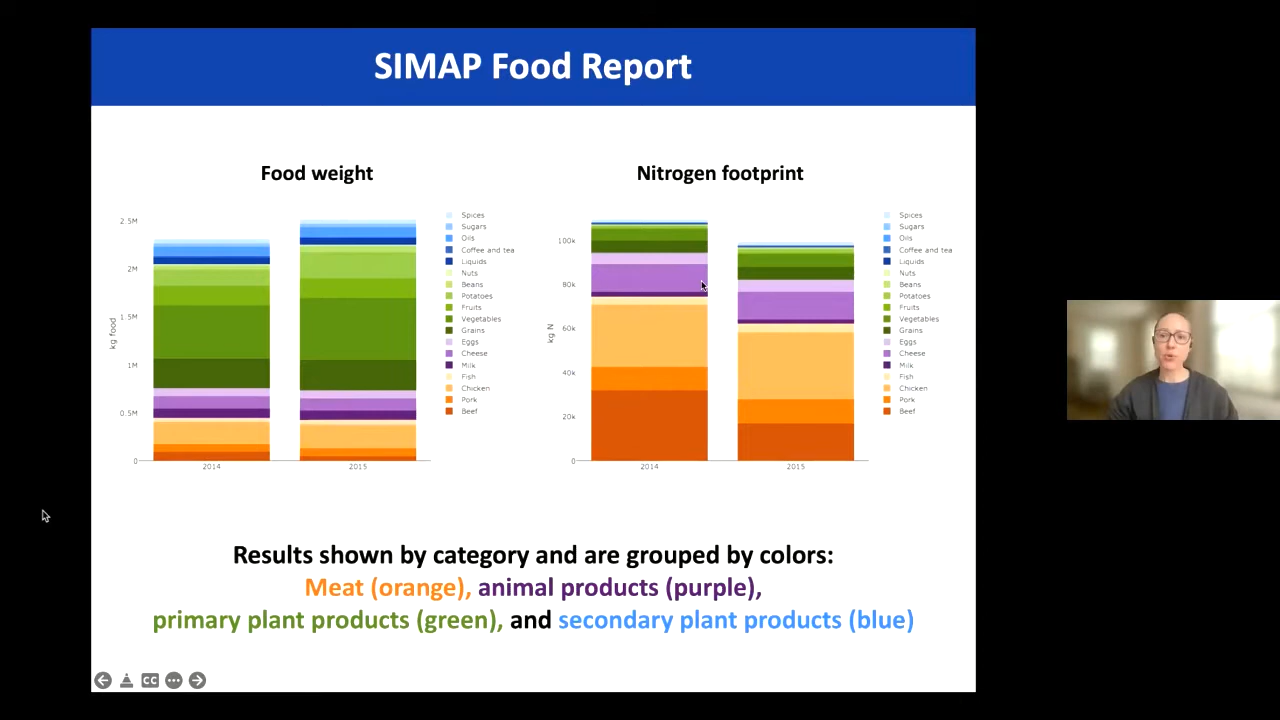 SIMAP Food Report
Food weight
2.5M
2M
1.5M
1M
0.5M
0
kg food
2014
2015
Spices
Sugars
Oils
Coffee and tea
Liquids
Nuts
Beans
Potatoes
Fruits
Vegetables
Grains
Eggs
Cheese
Milk
Fish
Chicken
Pork
Beef
Nitrogen footprint
100k
80k
60k
40k
20k
0
kg N
2014
2015
Spices
Sugars
Oils
Coffee and tea
Liquids
Nuts
Beans
Potatoes
Fruits
Vegetables
Grains
Eggs
Cheese
Milk
Fish
Chicken
Pork
Beef
Results shown by category and are grouped by colors:
Meat (orange), animal products (purple),
primary plant products (green), and secondary plant products (blue)
CC